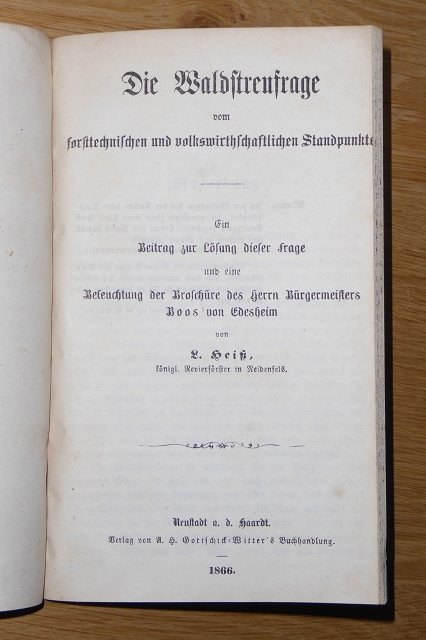 Die Waldstreufrage
vom
forsttechnischen und volkswirthschaftlichen Standpunkte
Ein
Beitrag zur Lösung dieser Frage
und eine
Beleuchtung der Broschüre des Herrn Bürgermeisters
Boos von Edesheim
von
L. Heiß,
königl. Revierförster in Neidenfels.
Neustadt a. d. Haardt.
Verlag von A. H. Gottschick-Witter's Buchhandlung.
1866.